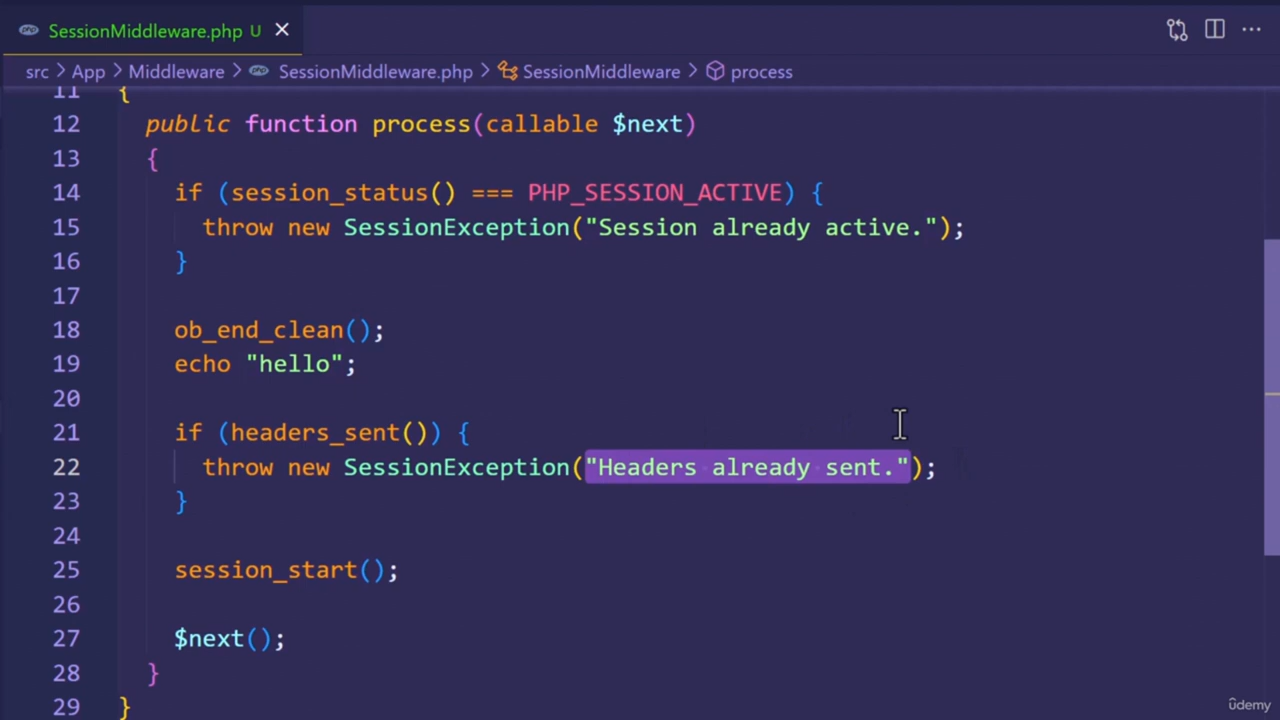 SessionMiddleware.php U
src > App > Middleware > SessionMiddleware.php > SessionMiddleware > process
11 {
12 public function process(callable $next)
13 {
14 if (session_status() === PHP_SESSION_ACTIVE) {
15 throw new SessionException("Session already active.");
16 }
17
18 ob_end_clean();
19 echo "hello";
20
21 if (headers_sent()) {
22 throw new SessionException("Headers already sent.");
23 }
24
25 session_start();
26
27 $next();
28 }
29 }
ûdemy